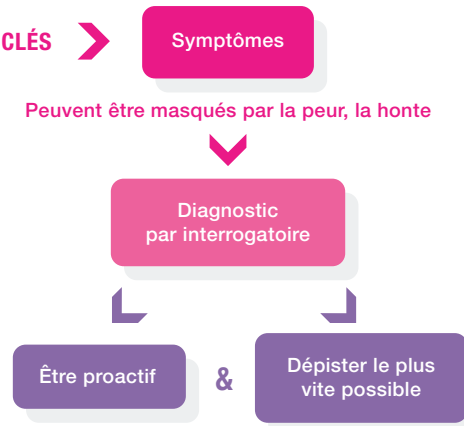 CLÉS
Symptômes
Peuvent être masqués par la peur, la honte
Diagnostic
par interrogatoire
Être proactif
&
Dépister le plus
vite possible